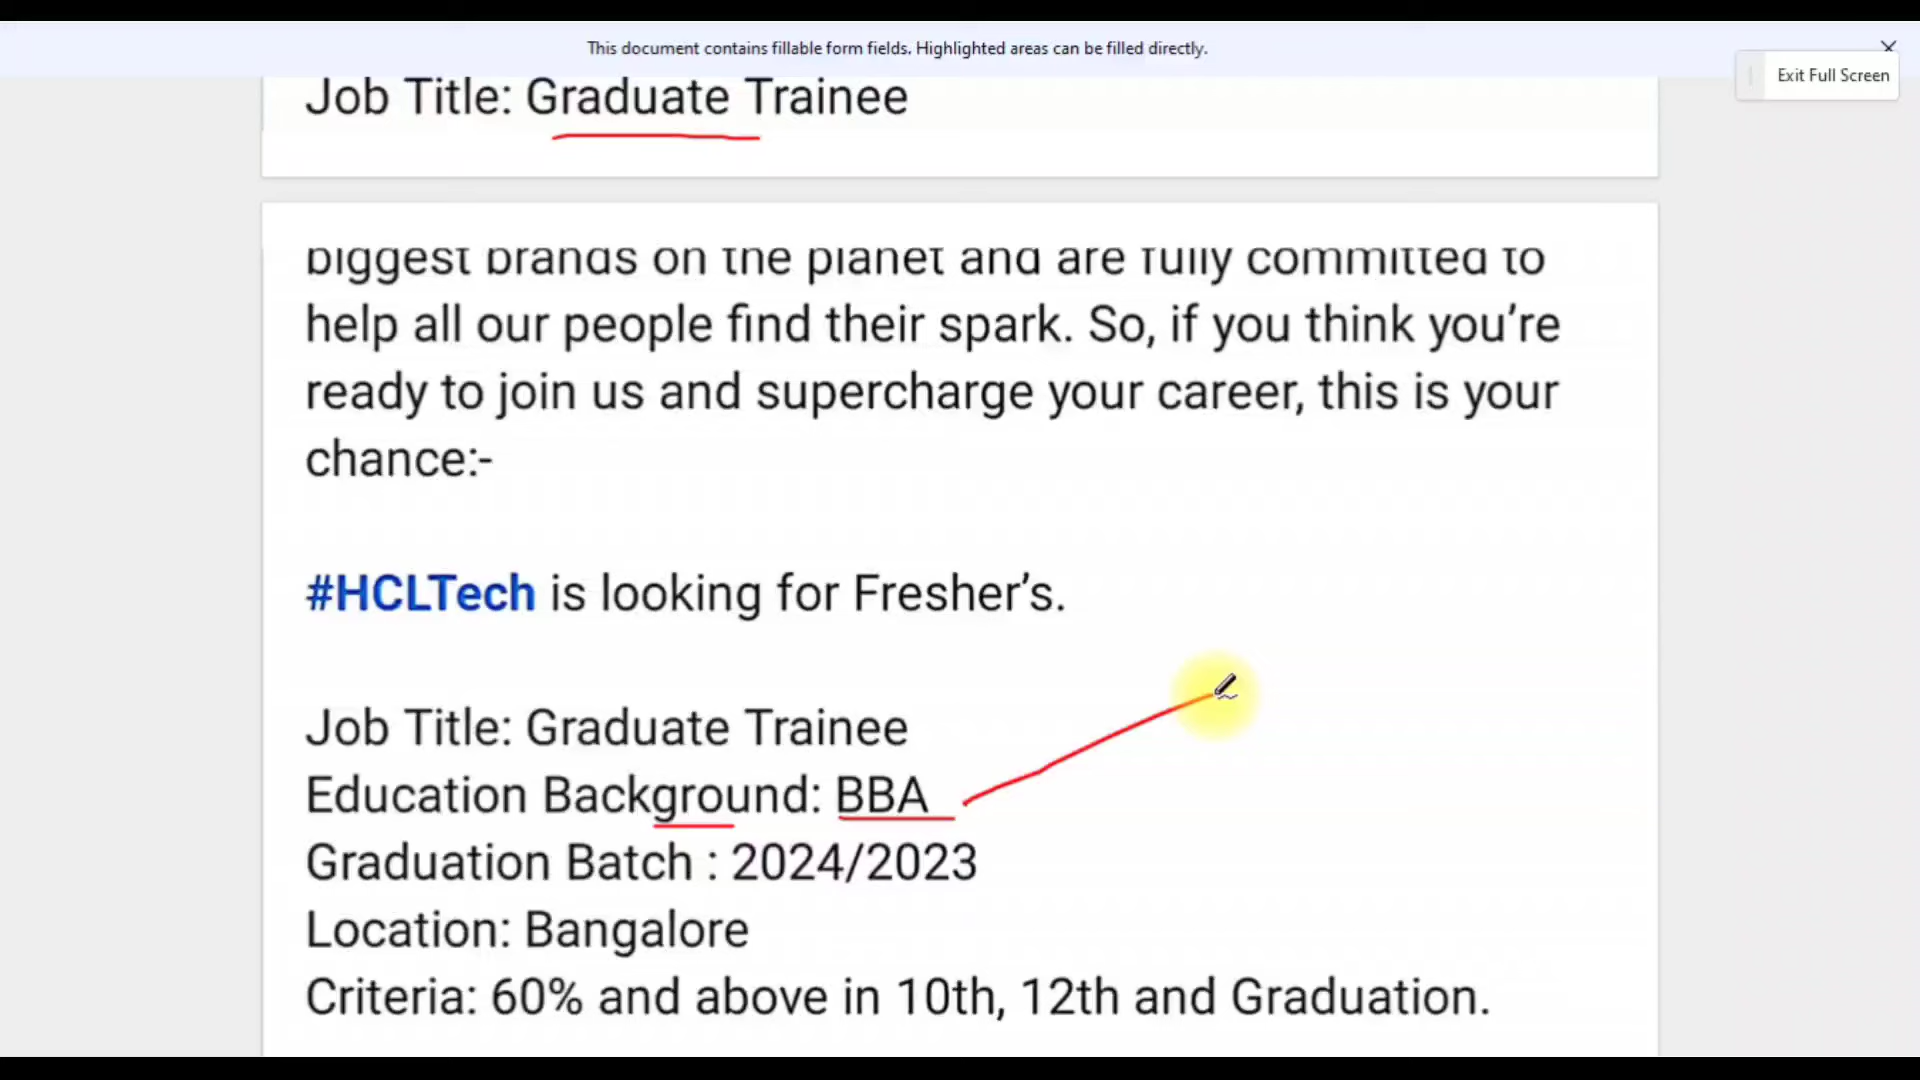 This document contains fillable form fields. Highlighted areas can be filled directly.
Exit Full Screen
Job Title: Graduate Trainee
biggest brands on the planet and are fully committed to
help all our people find their spark. So, if you think you’re
ready to join us and supercharge your career, this is your
chance:-
#HCLTech is looking for Fresher’s.
Job Title: Graduate Trainee
Education Background: BBA
Graduation Batch : 2024/2023
Location: Bangalore
Criteria: 60% and above in 10th, 12th and Graduation.